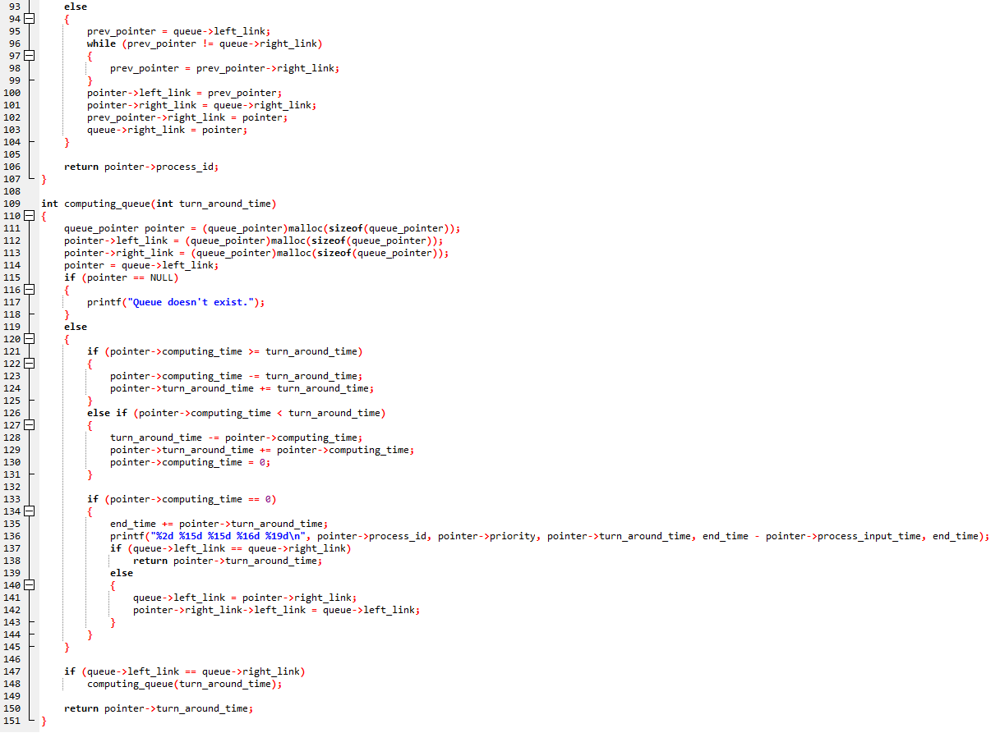 93 else
94 {
95 prev_pointer = queue->left_link;
96 while (prev_pointer != queue->right_link)
97 {
98 prev_pointer = prev_pointer->right_link;
99 }
100 pointer->left_link = prev_pointer;
101 pointer->right_link = queue->right_link;
102 prev_pointer->right_link = pointer;
103 queue->right_link = pointer;
104 }
105
106 return pointer->process_id;
107 }
108
109 int computing_queue(int turn_around_time)
110 {
111 queue_pointer pointer = (queue_pointer)malloc(sizeof(queue_pointer));
112 pointer->left_link = (queue_pointer)malloc(sizeof(queue_pointer));
113 pointer->right_link = (queue_pointer)malloc(sizeof(queue_pointer));
114 pointer = queue->left_link;
115 if (pointer == NULL)
116 {
117 printf("Queue doesn't exist.");
118 }
119 else
120 {
121 if (pointer->computing_time >= turn_around_time)
122 {
123 pointer->computing_time -= turn_around_time;
124 pointer->turn_around_time += turn_around_time;
125 }
126 else if (pointer->computing_time < turn_around_time)
127 {
128 turn_around_time -= pointer->computing_time;
129 pointer->turn_around_time += pointer->computing_time;
130 pointer->computing_time = 0;
131 }
132
133 if (pointer->computing_time == 0)
134 {
135 end_time += pointer->turn_around_time;
136 printf("%2d %15d %15d %16d %19d\n", pointer->process_id, pointer->priority, pointer->turn_around_time, end_time - pointer->process_input_time, end_time);
137 if (queue->left_link == queue->right_link)
138 return pointer->turn_around_time;
139 else
140 {
141 queue->left_link = pointer->right_link;
142 pointer->right_link->left_link = queue->left_link;
143 }
144 }
145 }
146
147 if (queue->left_link == queue->right_link)
148 computing_queue(turn_around_time);
149
150 return pointer->turn_around_time;
151 }